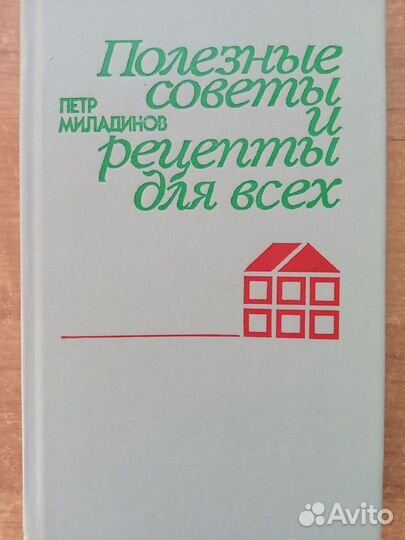 Полезные
советы
ПЕТР
МИЛАДИНОВ
и
рецепты
для всех
Avito